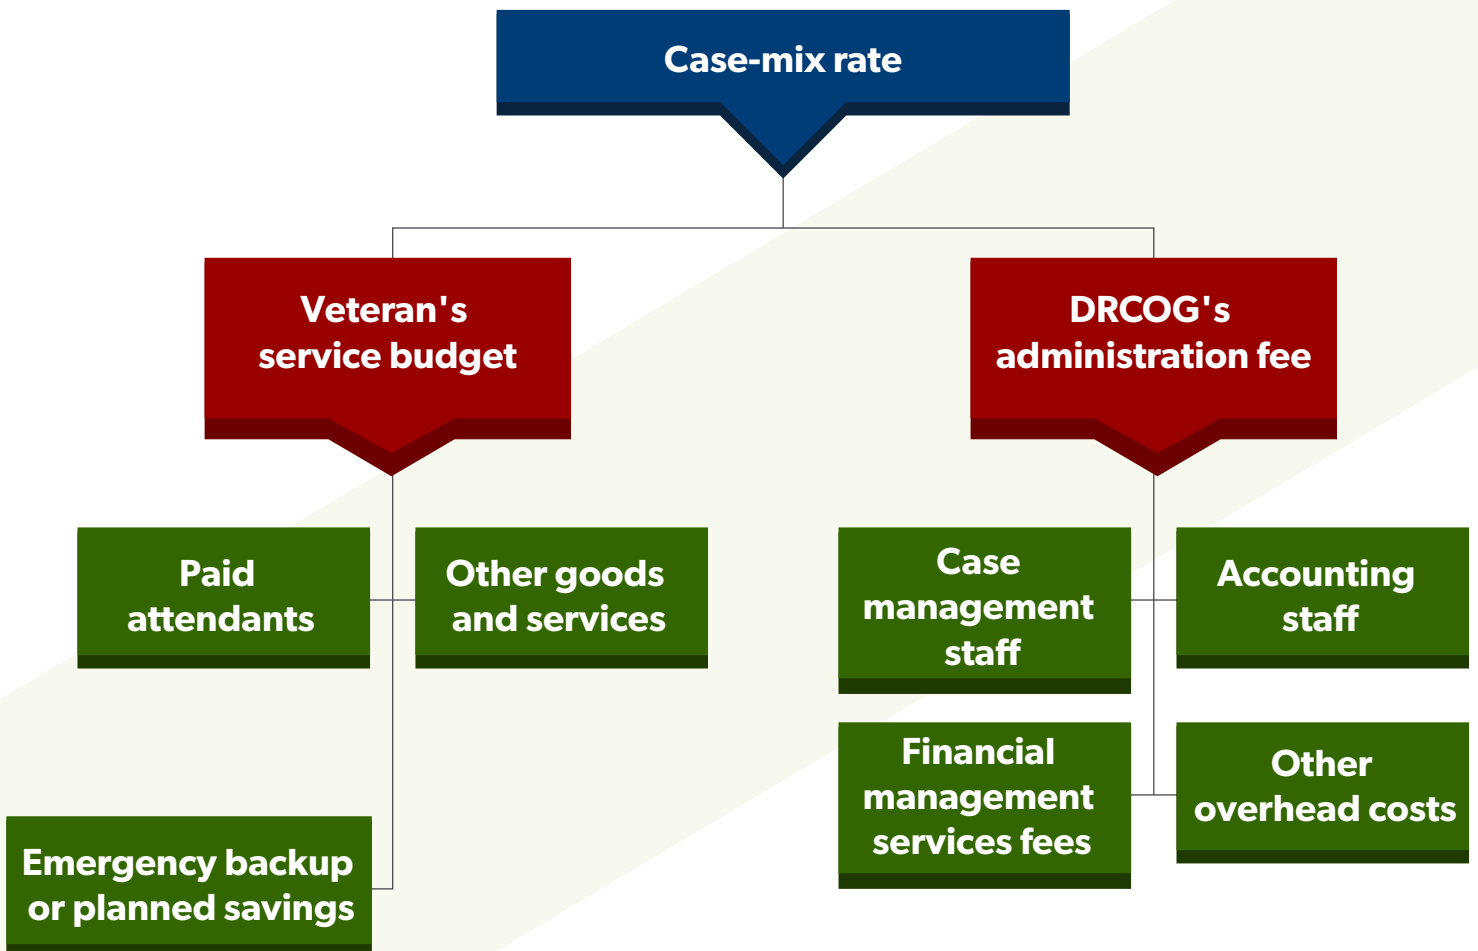 Case-mix rate
Veteran's
service budget
DRCOG's
administration fee
Paid
attendants
Other goods
and services
Case
management
staff
Accounting
staff
Financial
management
services fees
Other
overhead costs
Emergency backup
or planned savings